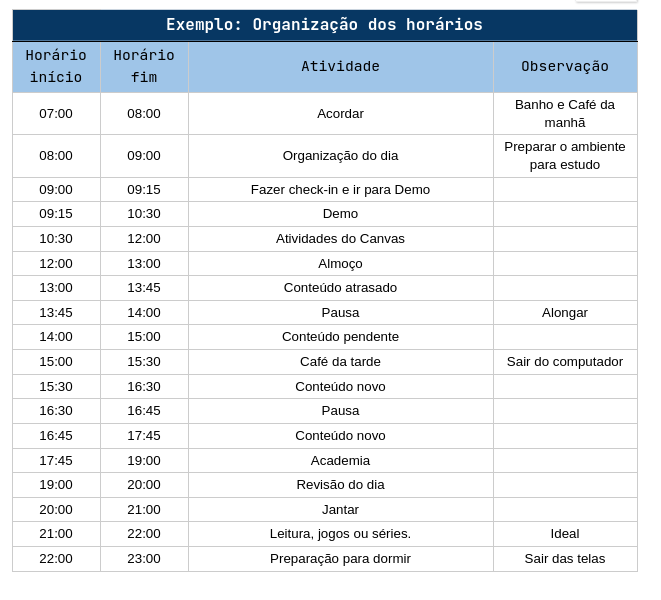 Exemplo: Organização dos horários
Horário início Horário fim Atividade Observação
07:00 08:00 Acordar Banho e Café da manhã
08:00 09:00 Organização do dia Preparar o ambiente para estudo
09:00 09:15 Fazer check-in e ir para Demo
09:15 10:30 Demo
10:30 12:00 Atividades do Canvas
12:00 13:00 Almoço
13:00 13:45 Conteúdo atrasado
13:45 14:00 Pausa Alongar
14:00 15:00 Conteúdo pendente
15:00 15:30 Café da tarde Sair do computador
15:30 16:30 Conteúdo novo
16:30 16:45 Pausa
16:45 17:45 Conteúdo novo
17:45 19:00 Academia
19:00 20:00 Revisão do dia
20:00 21:00 Jantar
21:00 22:00 Leitura, jogos ou séries. Ideal
22:00 23:00 Preparação para dormir Sair das telas